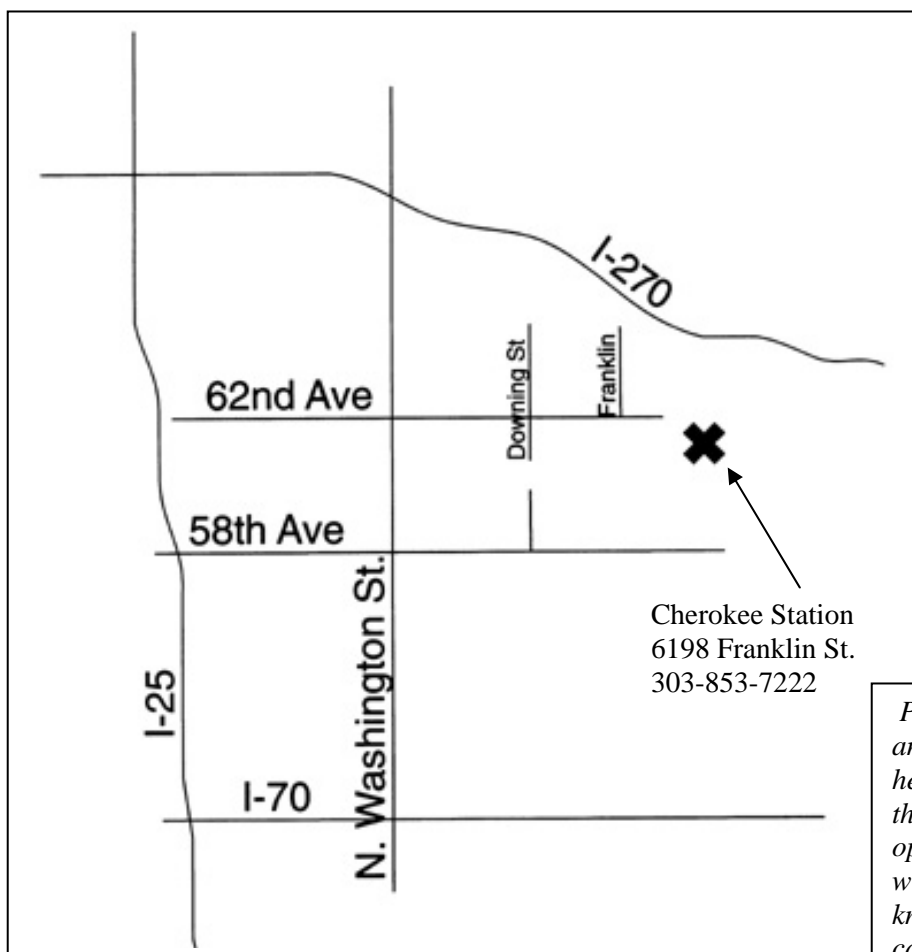 I-270
Downing St
Franklin
62nd Ave
58th Ave
N. Washington St.
Cherokee Station
6198 Franklin St.
303-853-7222
I-25
I-70